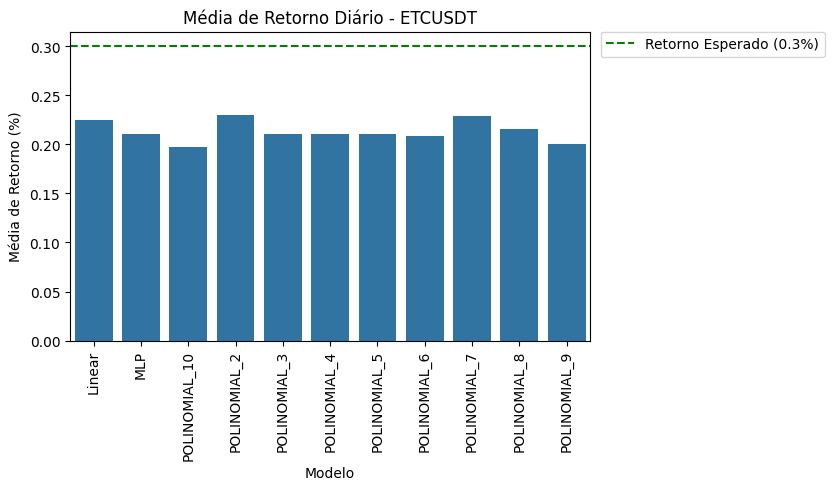 Média de Retorno Diário - ETCUSDT
Retorno Esperado (0.3%)
Média de Retorno (%)
0.30
0.25
0.20
0.15
0.10
0.05
0.00
Linear
MLP
POLINOMIAL_10
POLINOMIAL_2
POLINOMIAL_3
POLINOMIAL_4
POLINOMIAL_5
POLINOMIAL_6
POLINOMIAL_7
POLINOMIAL_8
POLINOMIAL_9
Modelo